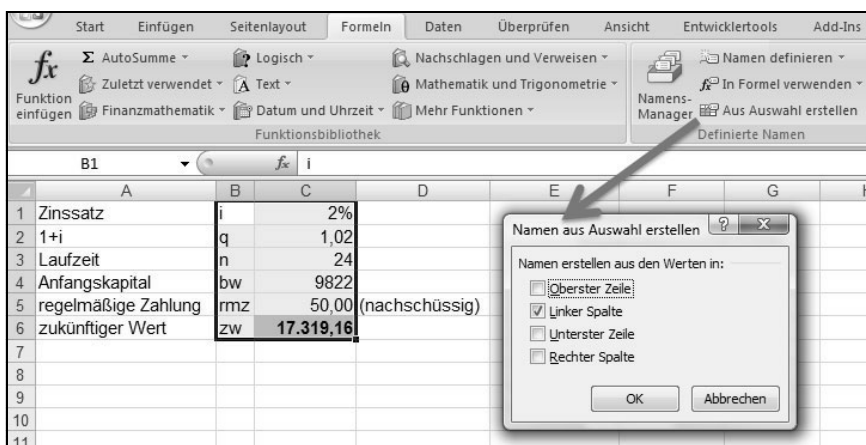 Start Einfügen Seitenlayout Formeln Daten Überprüfen Ansicht Entwicklertools Add-Ins
fx Funktion einfügen
Σ AutoSumme
Zuletzt verwendet
Finanzmathematik
Logisch
A Text
Datum und Uhrzeit
Nachschlagen und Verweisen
θ Mathematik und Trigonometrie
Mehr Funktionen
Funktionsbibliothek
Namens-Manager
Namen definieren
fx In Formel verwenden
Aus Auswahl erstellen
Definierte Namen
B1 fx i
A B C D E F G
1 Zinssatz i 2%
2 1+i q 1,02
3 Laufzeit n 24
4 Anfangskapital bw 9822
5 regelmäßige Zahlung rmz 50,00 (nachschüssig)
6 zukünftiger Wert zw 17.319,16
7
8
9
10
11
Namen aus Auswahl erstellen ? X
Namen erstellen aus den Werten in:
Oberster Zeile
Linker Spalte
Unterster Zeile
Rechter Spalte
OK Abbrechen